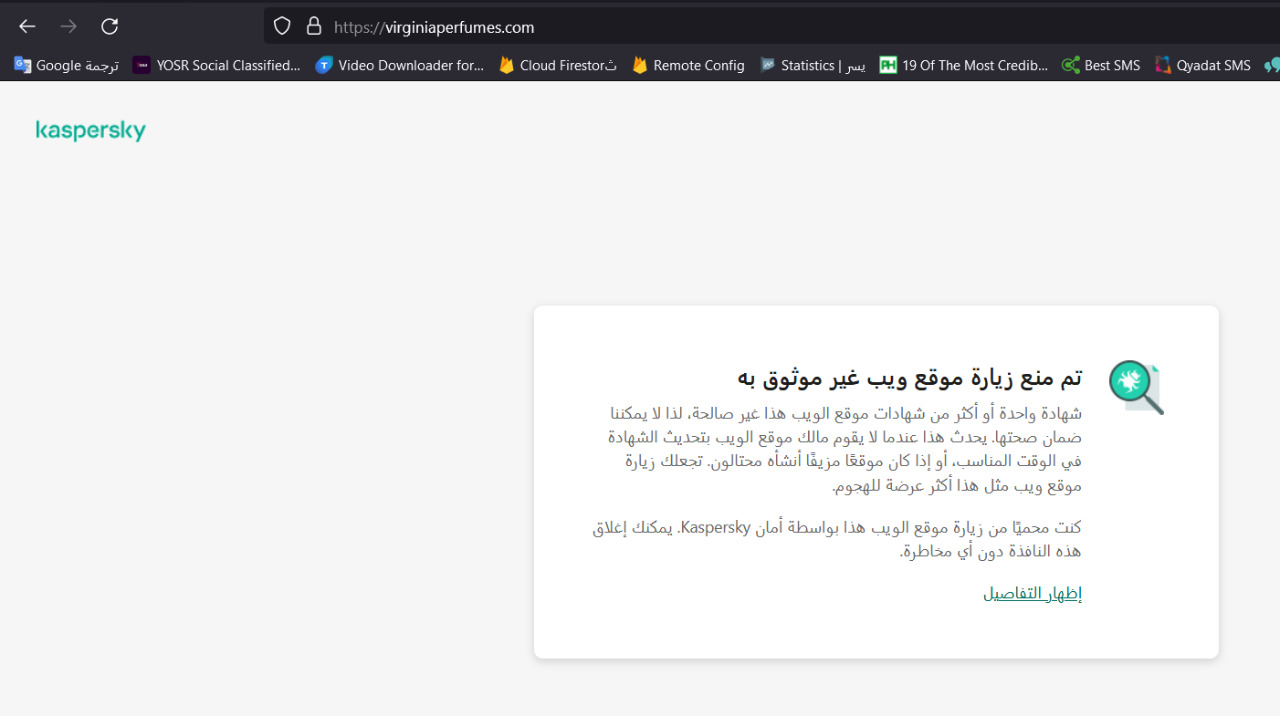 https://virginiaperfumes.com
ترجمة Google
YOSR Social Classified...
Video Downloader for...
Cloud Firestorث
Remote Config
Statistics | يسر
19 Of The Most Credib...
Best SMS
Qyadat SMS
kaspersky
تم منع زيارة موقع ويب غير موثوق به
شهادة واحدة أو أكثر من شهادات موقع الويب هذا غير صالحة، لذا لا يمكننا
ضمان صحتها. يحدث هذا عندما لا يقوم مالك موقع الويب بتحديث الشهادة
في الوقت المناسب، أو إذا كان موقعًا مزيفًا أنشأه محتالون. تجعلك زيارة
موقع ويب مثل هذا أكثر عرضة للهجوم.
كنت محميًا من زيارة موقع الويب هذا بواسطة أمان Kaspersky. يمكنك إغلاق
هذه النافذة دون أي مخاطرة.
إظهار التفاصيل